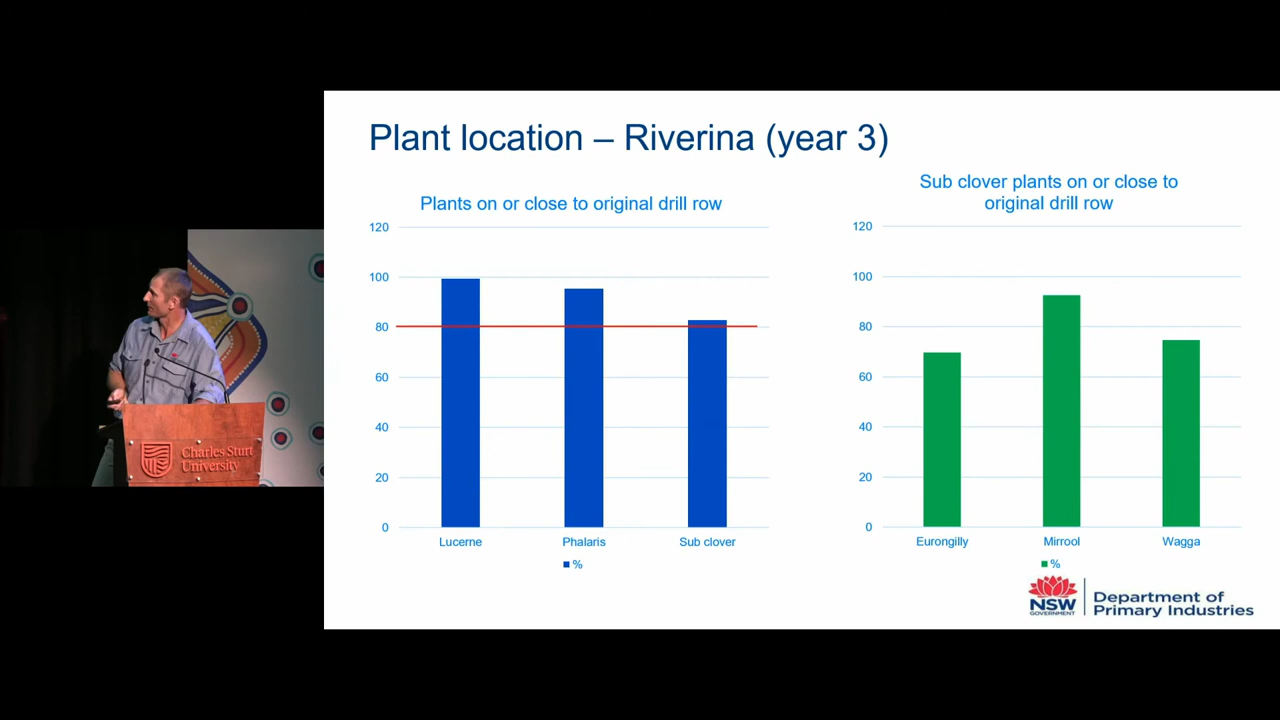 Plant location – Riverina (year 3)
Plants on or close to original drill row
120
100
80
60
40
20
0
Lucerne
Phalaris
Sub clover
%
Sub clover plants on or close to
original drill row
120
100
80
60
40
20
0
Eurongilly
Mirrool
Wagga
%
NSW
GOVERNMENT
Department of
Primary Industries
Charles Sturt
University